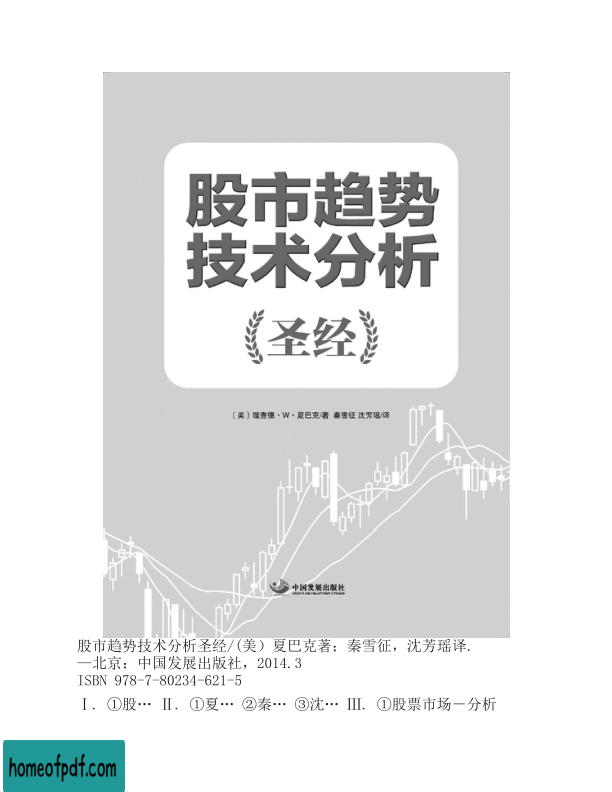 股市趋势
技术分析
圣经
〔美〕理查德·W·夏巴克/著 秦雪征 沈芳瑶/译
中国发展出版社
股市趋势技术分析圣经/(美）夏巴克著；秦雪征，沈芳瑶译.
—北京：中国发展出版社，2014.3
ISBN 978-7-80234-621-5
Ⅰ. ①股… Ⅱ. ①夏… ②秦… ③沈… Ⅲ. ①股票市场－分析
homeofpdf.com